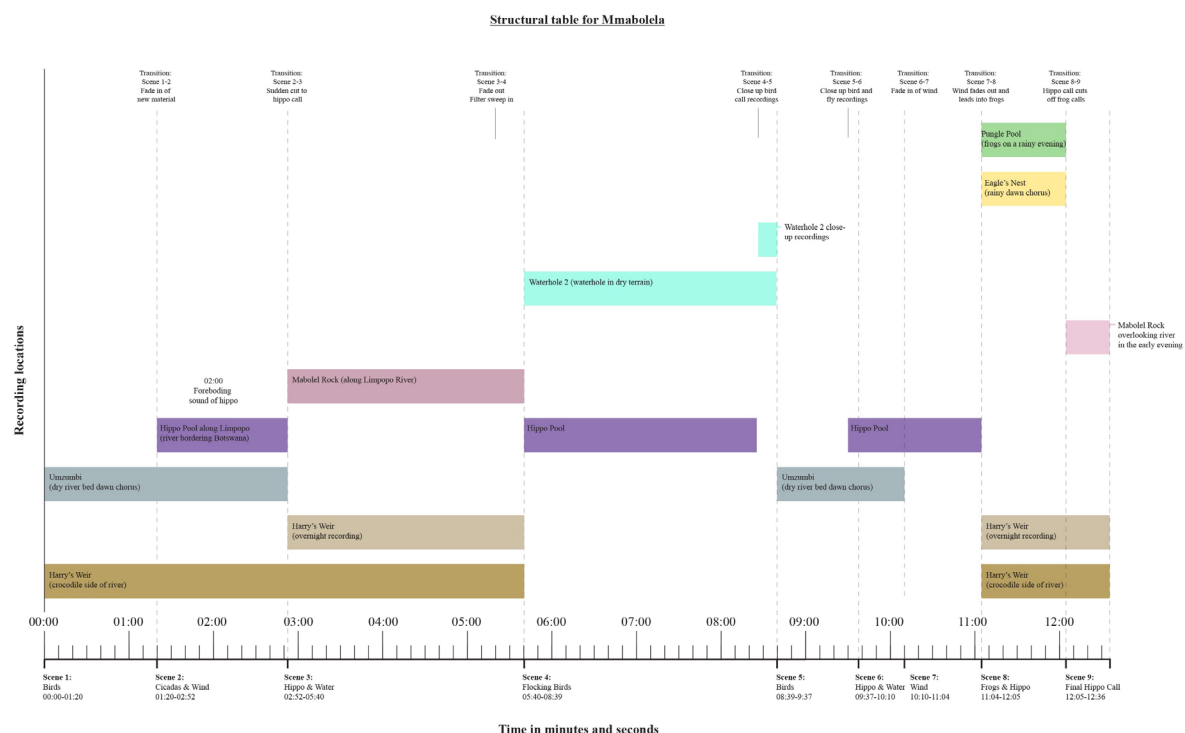 Structural table for Mmabolela
Transition:
Scene 1-2
Fade in of
new material
Transition:
Scene 2-3
Sudden cut to
hippo call
Transition:
Scene 3-4
Fade out
Filter sweep in
Transition:
Scene 4-5
Close up bird
call recordings
Transition:
Scene 5-6
Close up bird and
fly recordings
Transition:
Scene 6-7
Fade in of wind
Transition:
Scene 7-8
Wind fades out and
leads into frogs
Transition:
Scene 8-9
Hippo call cuts
off frog calls
Pungle Pool
(frogs on a rainy evening)
Eagle's Nest
(rainy dawn chorus)
Waterhole 2 close-
up recordings
Waterhole 2 (waterhole in dry terrain)
Mabolel Rock
overlooking river
in the early evening
Recording locations
02:00
Foreboding
sound of hippo
Mabolel Rock (along Limpopo River)
Hippo Pool along Limpopo
(river bordering Botswana)
Hippo Pool
Hippo Pool
Umzumbi
(dry river bed dawn chorus)
Umzumbi
(dry river bed dawn chorus)
Harry's Weir
(overnight recording)
Harry's Weir
(overnight recording)
Harry's Weir
(crocodile side of river)
Harry's Weir
(crocodile side of river)
00:00 01:00 02:00 03:00 04:00 05:00 06:00 07:00 08:00 09:00 10:00 11:00 12:00
Scene 1:
Birds
00:00-01:20
Scene 2:
Cicadas & Wind
01:20-02:52
Scene 3:
Hippo & Water
02:52-05:40
Scene 4:
Flocking Birds
05:40-08:39
Scene 5:
Birds
08:39-9:37
Scene 6:
Hippo & Water
09:37-10:10
Scene 7:
Wind
10:10-11:04
Scene 8:
Frogs & Hippo
11:04-12:05
Scene 9:
Final Hippo Call
12:05-12:36
Time in minutes and seconds